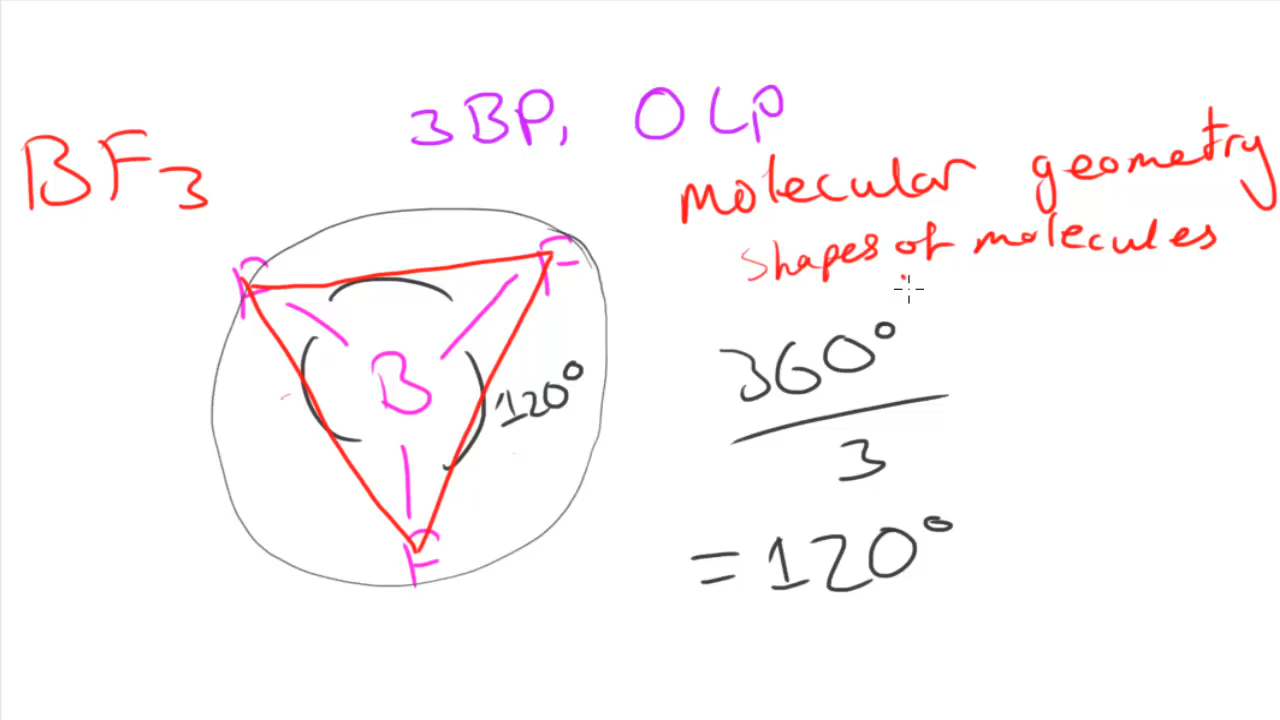 3BP, 0LP
BF3
molecular geometry
shapes of molecules
F
F
B
120°
F
360°
3
=120°